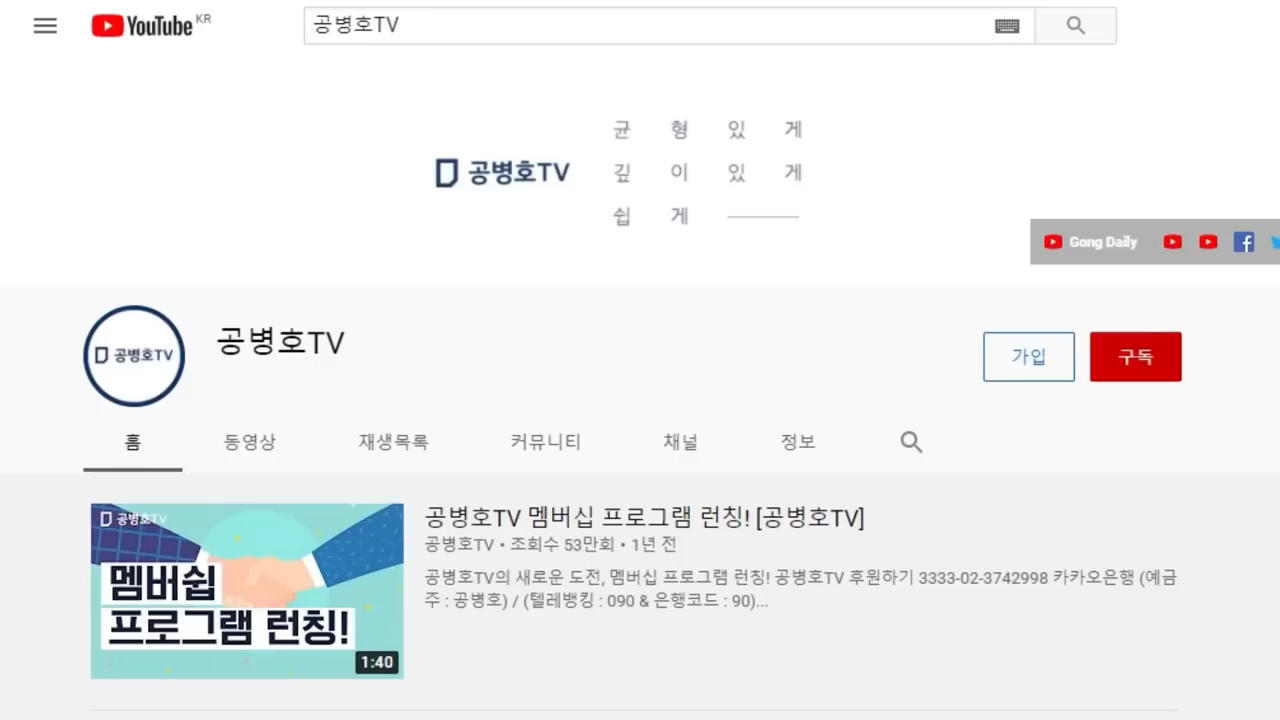 YouTube KR
공병호TV
공병호TV
균 형 있 게
깊 이 있 게
쉽 게
Gong Daily
공병호TV
공병호TV
가입
구독
홈
동영상
재생목록
커뮤니티
채널
정보
공병호TV
멤버쉽
프로그램 런칭!
1:40
공병호TV 멤버십 프로그램 런칭! [공병호TV]
공병호TV • 조회수 53만회 • 1년 전
공병호TV의 새로운 도전, 멤버십 프로그램 런칭! 공병호TV 후원하기 3333-02-3742998 카카오은행 (예금
주 : 공병호) / (텔레뱅킹 : 090 & 은행코드 : 90)...